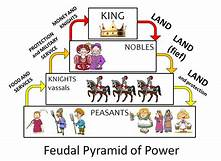 KING
MONEY AND
KNIGHTS
LAND
NOBLES
PROTECTION
and MILITARY
SERVICE
LAND
(fief)
KNIGHTS
vassals
FOOD AND
SERVICES
LAND
and protection
PEASANTS
Feudal Pyramid of Power